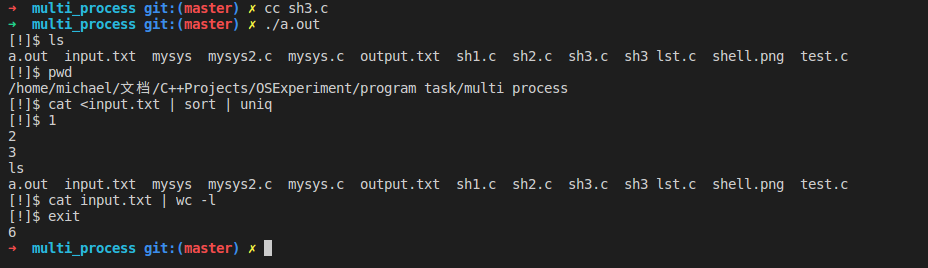 ➜  multi_process git:(master) ✗ cc sh3.c
➜  multi_process git:(master) ✗ ./a.out
[!]$ ls
a.out  input.txt  mysys  mysys2.c  mysys.c  output.txt  sh1.c  sh2.c  sh3.c  sh3 lst.c  shell.png  test.c
[!]$ pwd
/home/michael/文档/C++Projects/OSExperiment/program task/multi process
[!]$ cat <input.txt | sort | uniq
[!]$ 1
2
3
ls
a.out  input.txt  mysys  mysys2.c  mysys.c  output.txt  sh1.c  sh2.c  sh3.c  sh3 lst.c  shell.png  test.c
[!]$ cat input.txt | wc -l
[!]$ exit
6
➜  multi_process git:(master) ✗